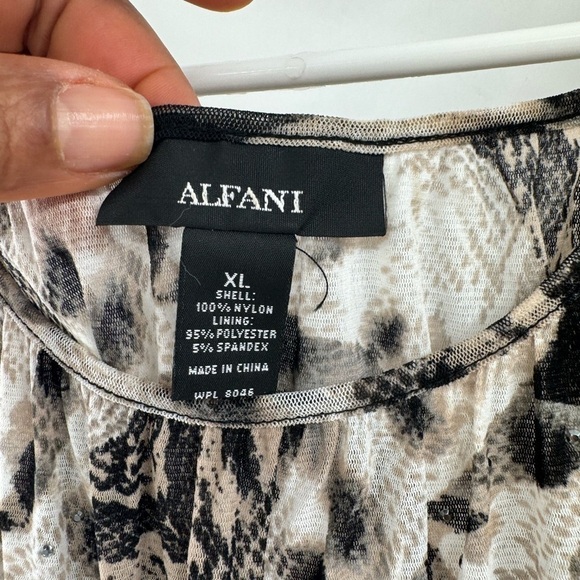 ALFANI
XL
SHELL:
100% NYLON
LINING:
95% POLYESTER
5% SPANDEX
MADE IN CHINA
WPL 8046